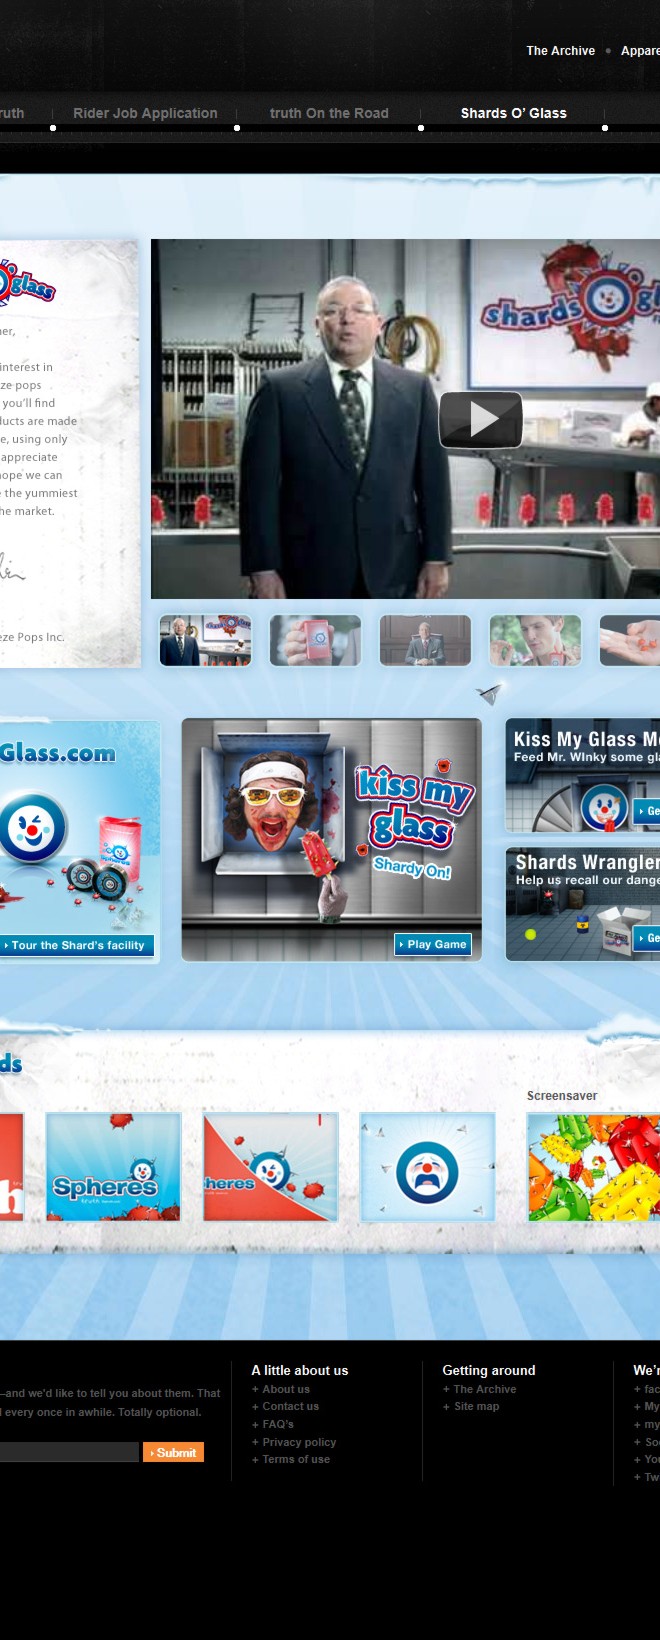 The Archive • Appare
ruth
Rider Job Application
truth On the Road
Shards O' Glass
glass
shards O gl
ner,
interest in
ze pops
you'll find
ducts are made
e, using only
appreciate
hope we can
e the yummiest
he market.
eze Pops Inc.
Glass.com
Spheres
Tour the Shard's facility
kiss my
glass
Shardy On!
Play Game
Kiss My Glass M
Feed Mr. WInky some gla
Ge
Shards Wrangler
Help us recall our dange
Ge
ds
Screensaver
h
Spheres
truth
heres
—and we'd like to tell you about them. That
l every once in awhile. Totally optional.
Submit
A little about us
+ About us
+ Contact us
+ FAQ's
+ Privacy policy
+ Terms of use
Getting around
+ The Archive
+ Site map
We'r
+ fac
+ My
+ my
+ So
+ You
+ Tw